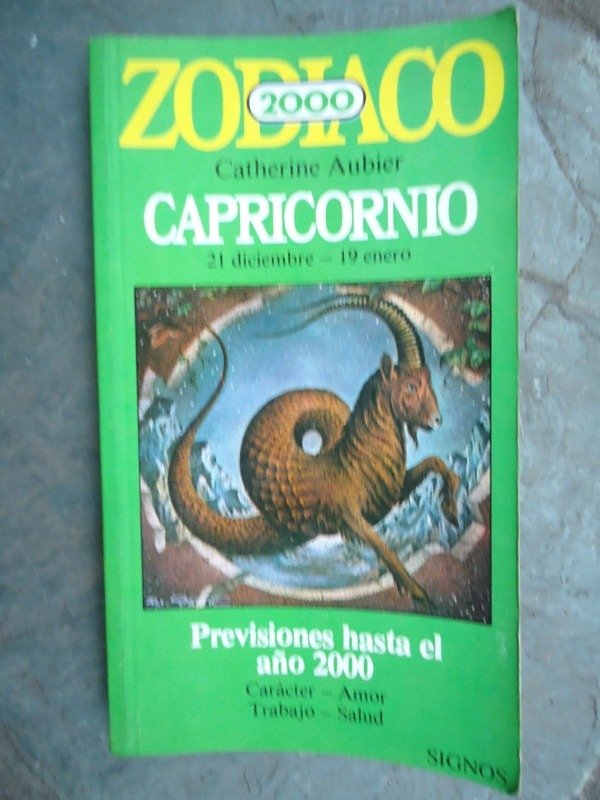 ZODIACO
2000
Catherine Aubier
CAPRICORNIO
21 diciembre – 19 enero
Previsiones hasta el
año 2000
Carácter – Amor
Trabajo – Salud
SIGNOS